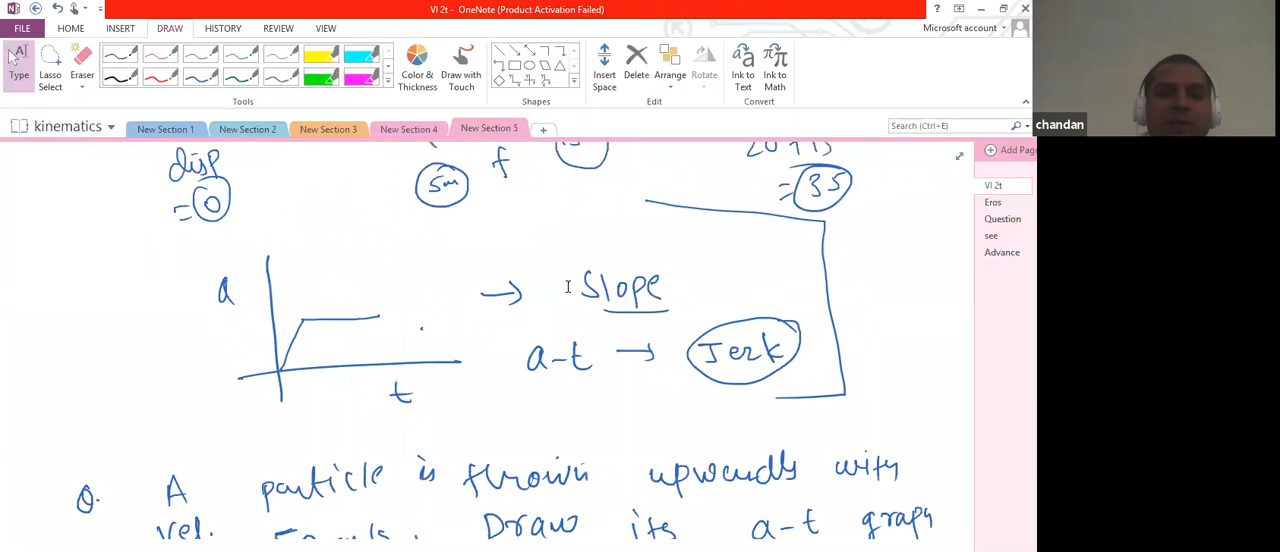 VI 2t - OneNote (Product Activation Failed)
FILE HOME INSERT DRAW HISTORY REVIEW VIEW
Microsoft account
Type
Lasso Select
Eraser
Color & Thickness
Draw with Touch
Insert Space
Delete
Arrange
Rotate
Ink to Text
Ink to Math
Tools
Shapes
Edit
Convert
chandan
kinematics
New Section 1
New Section 2
New Section 3
New Section 4
New Section 5
Search (Ctrl+E)
Add Pag
VI 2t
Eros
Question
see
Advance
disp
= 0
5m
f
= 35
a
→ Slope
a-t → Jerk
t
Q. A particle is thrown upwards with
vel. Draw its a-t graph